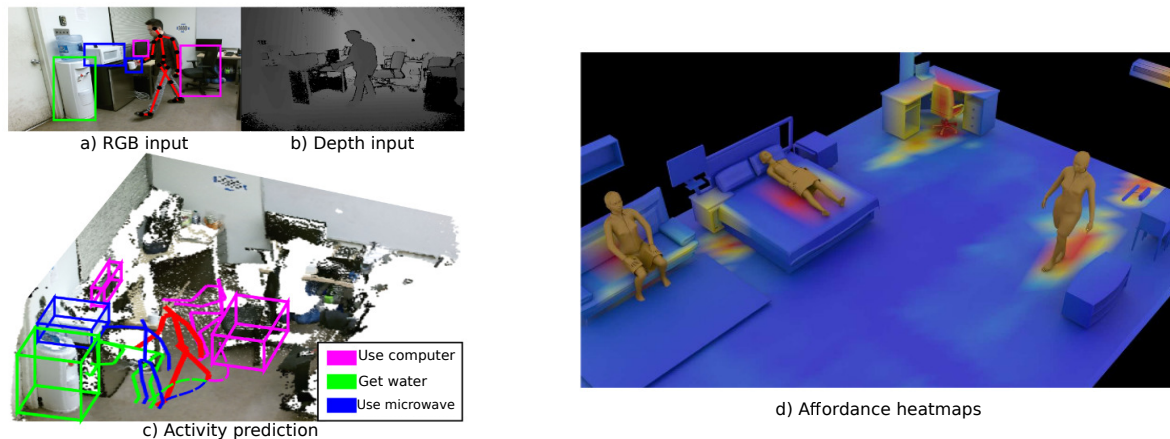 a) RGB input
b) Depth input
Use computer
Get water
Use microwave
c) Activity prediction
d) Affordance heatmaps